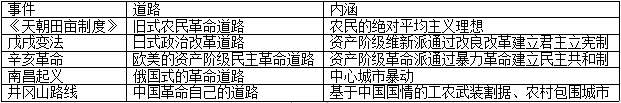 事件 道路 内涵
《天朝田亩制度》 旧式农民革命道路 农民的绝对平均主义理想
戊戌变法 日式政治改革道路 资产阶级维新派通过改良改革建立君主立宪制
辛亥革命 欧美的资产阶级民主革命道路 资产阶级革命派通过暴力革命建立民主共和制
南昌起义 俄国式的革命道路 中心城市暴动
井冈山路线 中国革命自己的道路 基于中国国情的工农武装割据、农村包围城市